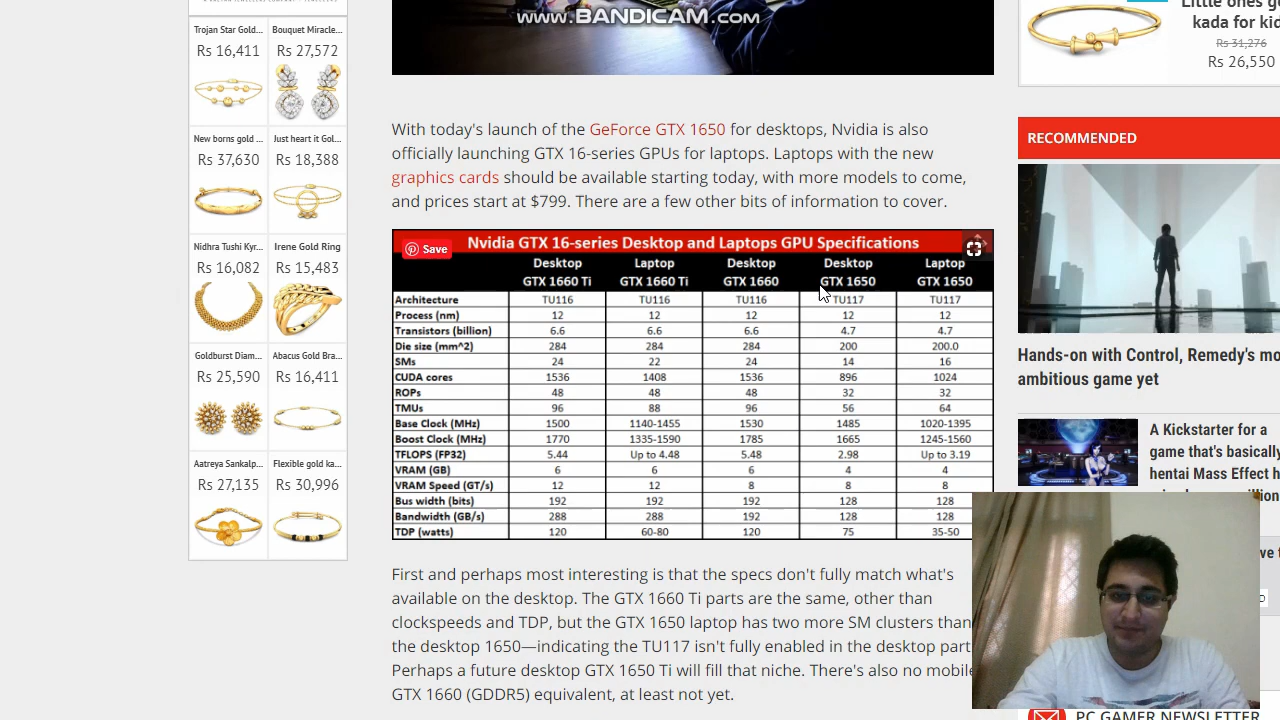 WWW.BANDICAM.COM
Trojan Star Gold...
Rs 16,411
Bouquet Miracle...
Rs 27,572
New borns gold ...
Rs 37,630
Just heart it Gol...
Rs 18,388
Nidhra Tushi Kyr...
Rs 16,082
Irene Gold Ring
Rs 15,483
Goldburst Diam...
Rs 25,590
Abacus Gold Bra...
Rs 16,411
Aatreya Sankalp...
Rs 27,135
Flexible gold ka...
Rs 30,996
With today's launch of the GeForce GTX 1650 for desktops, Nvidia is also
officially launching GTX 16-series GPUs for laptops. Laptops with the new
graphics cards should be available starting today, with more models to come,
and prices start at $799. There are a few other bits of information to cover.
Save
Nvidia GTX 16-series Desktop and Laptops GPU Specifications
Desktop Laptop Desktop Desktop Laptop
GTX 1660 Ti GTX 1660 Ti GTX 1660 GTX 1650 GTX 1650
Architecture TU116 TU116 TU116 TU117 TU117
Process (nm) 12 12 12 12 12
Transistors (billion) 6.6 6.6 6.6 4.7 4.7
Die size (mm^2) 284 284 284 200 200.0
SMs 24 22 24 14 16
CUDA cores 1536 1408 1536 896 1024
ROPs 48 48 48 32 32
TMUs 96 88 96 56 64
Base Clock (MHz) 1500 1140-1455 1530 1485 1020-1395
Boost Clock (MHz) 1770 1335-1590 1785 1665 1245-1560
TFLOPS (FP32) 5.44 Up to 4.48 5.48 2.98 Up to 3.19
VRAM (GB) 6 6 6 4 4
VRAM Speed (GT/s) 12 12 8 8 8
Bus width (bits) 192 192 192 128 128
Bandwidth (GB/s) 288 288 192 128 128
TDP (watts) 120 60-80 120 75 35-50
First and perhaps most interesting is that the specs don't fully match what's
available on the desktop. The GTX 1660 Ti parts are the same, other than
clockspeeds and TDP, but the GTX 1650 laptop has two more SM clusters than
the desktop 1650—indicating the TU117 isn't fully enabled in the desktop part
Perhaps a future desktop GTX 1650 Ti will fill that niche. There's also no mobile
GTX 1660 (GDDR5) equivalent, at least not yet.
Little ones g
kada for kid
Rs 31,276
Rs 26,550
RECOMMENDED
Hands-on with Control, Remedy's mo
ambitious game yet
A Kickstarter for a
game that's basically
hentai Mass Effect h
PC GAMER NEWSLETTER